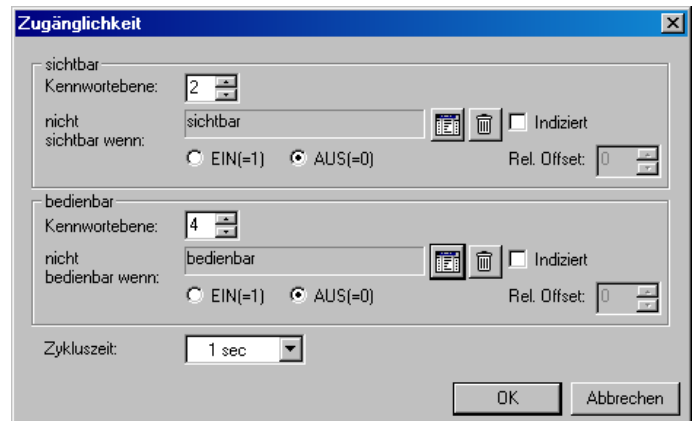 Zugänglichkeit
sichtbar
Kennwortebene: 2
nicht
sichtbar wenn:
sichtbar
Indiziert
EIN(=1) AUS(=0) Rel. Offset: 0
bedienbar
Kennwortebene: 4
nicht
bedienbar wenn:
bedienbar
Indiziert
EIN(=1) AUS(=0) Rel. Offset: 0
Zykluszeit: 1 sec
OK Abbrechen